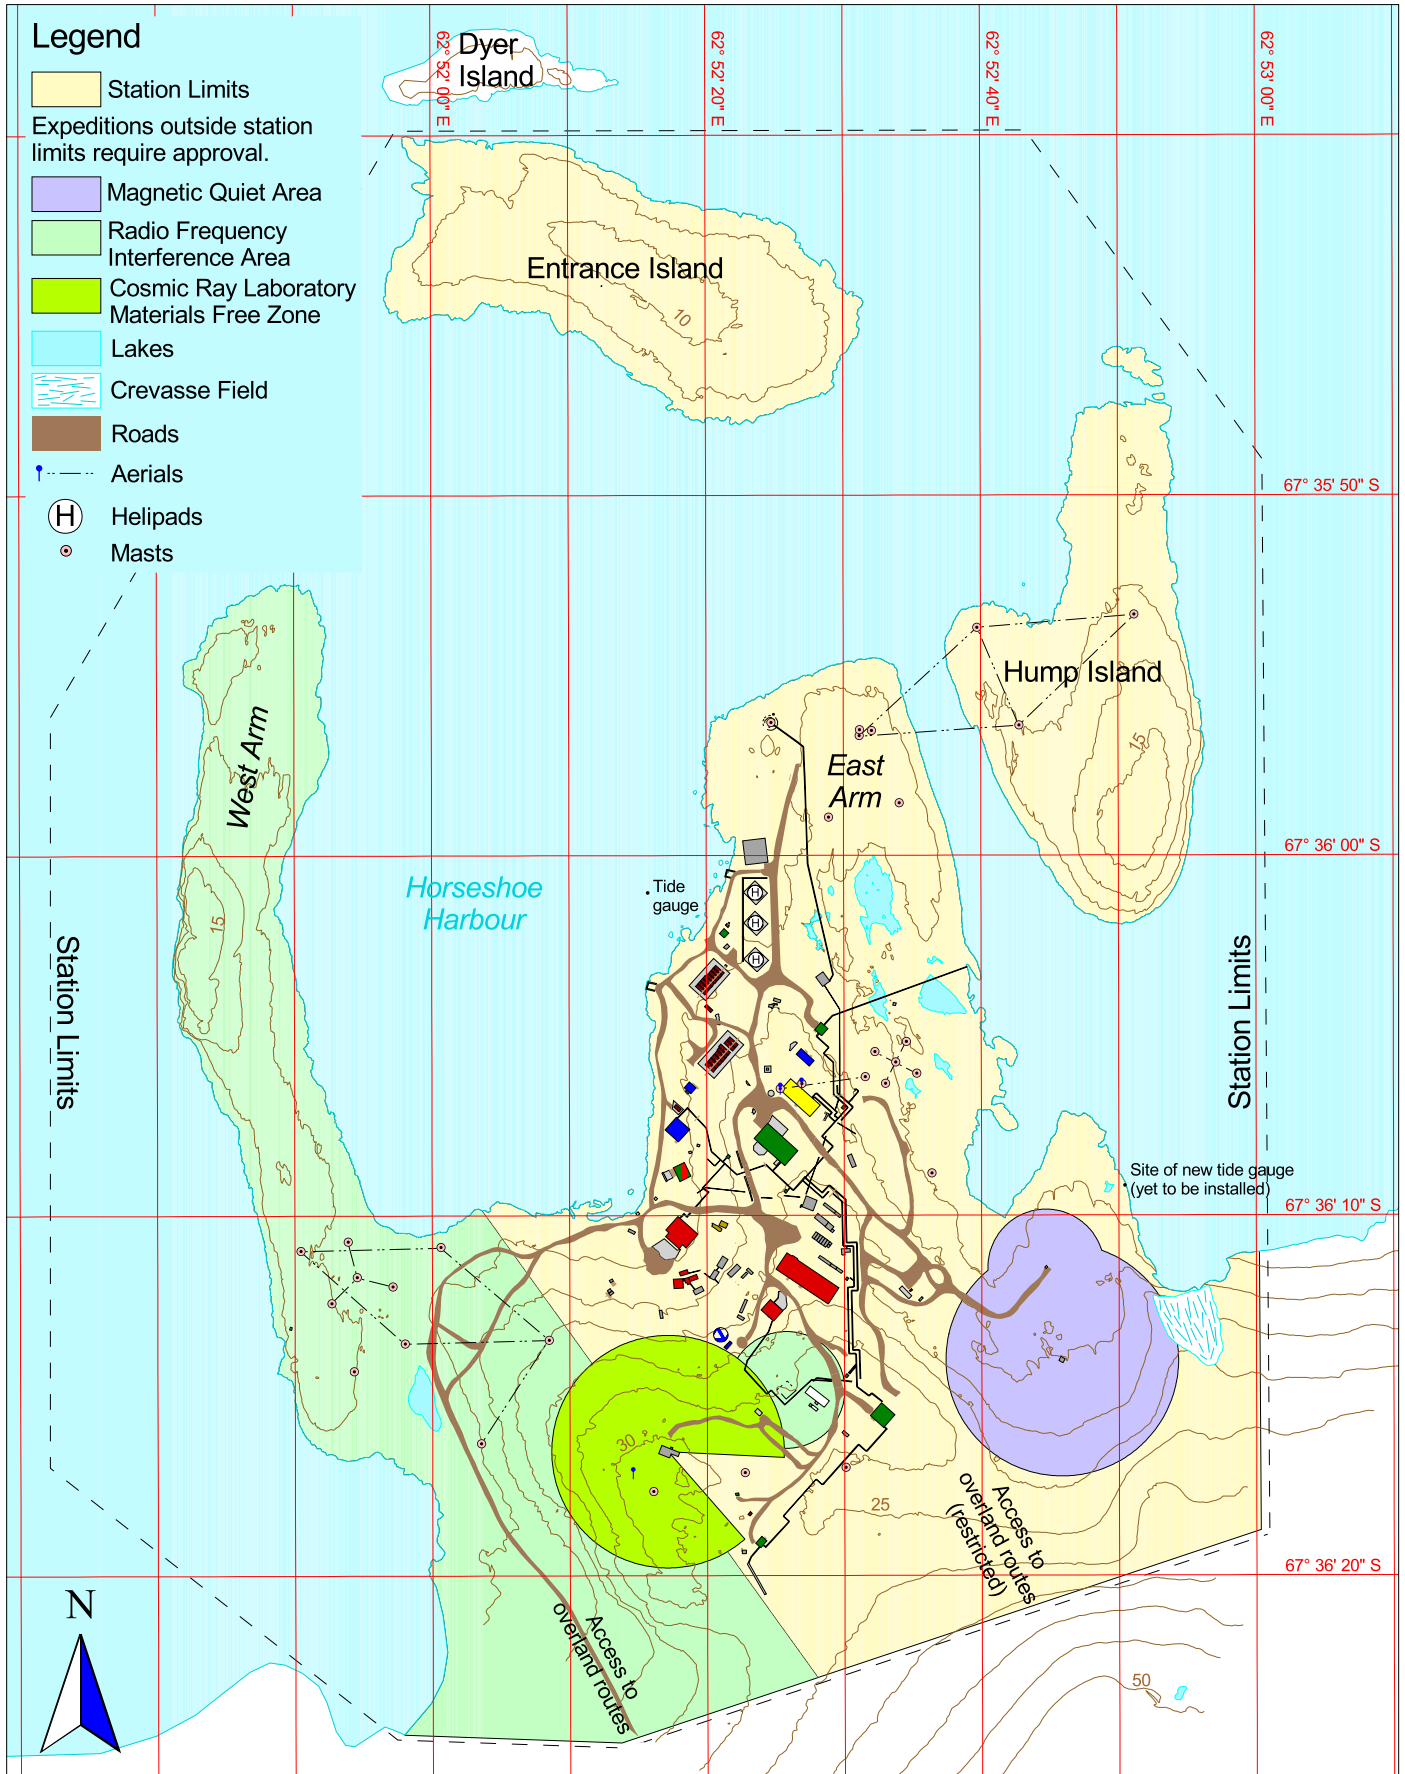 Legend
Station Limits
Expeditions outside station
limits require approval.
Magnetic Quiet Area
Radio Frequency
Interference Area
Cosmic Ray Laboratory
Materials Free Zone
Lakes
Crevasse Field
Roads
Aerials
H
Helipads
Masts
Dyer
Island
62° 52' 00" E
62° 52' 20" E
62° 52' 40" E
62° 53' 00" E
Entrance Island
10
67° 35' 50" S
Hump Island
5
15
West Arm
East
Arm
67° 36' 00" S
Horseshoe
Harbour
Tide
gauge
H
H
H
15
Station Limits
Station Limits
Site of new tide gauge
(yet to be installed)
67° 36' 10" S
30
25
Access to
overland routes
(restricted)
67° 36' 20" S
Access to
overland routes
50
N